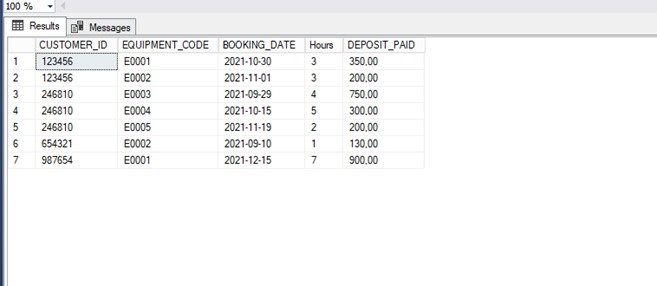 100 %
Results Messages
CUSTOMER_ID EQUIPMENT_CODE BOOKING_DATE Hours DEPOSIT_PAID
1 123456 E0001 2021-10-30 3 350,00
2 123456 E0002 2021-11-01 3 200,00
3 246810 E0003 2021-09-29 4 750,00
4 246810 E0004 2021-10-15 5 300,00
5 246810 E0005 2021-11-19 2 200,00
6 654321 E0002 2021-09-10 1 130,00
7 987654 E0001 2021-12-15 7 900,00